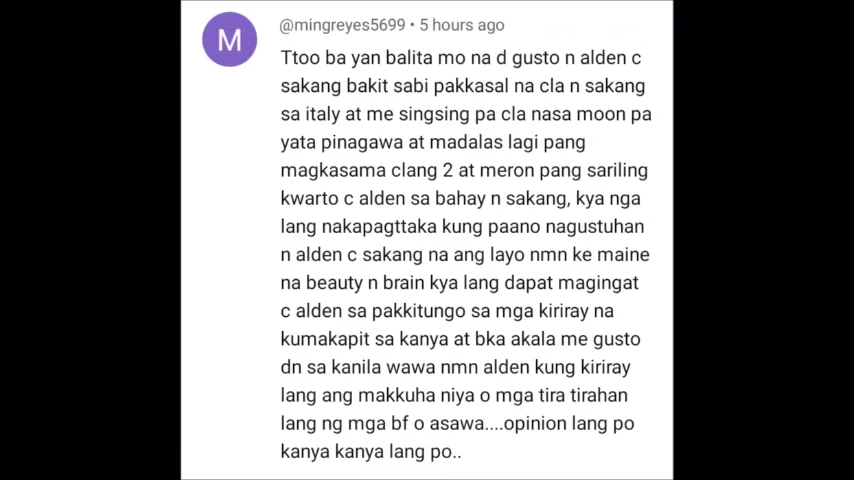 M
@mingreyes5699 • 5 hours ago
Ttoo ba yan balita mo na d gusto n alden c
sakang bakit sabi pakkasal na cla n sakang
sa italy at me singsing pa cla nasa moon pa
yata pinagawa at madalas lagi pang
magkasama clang 2 at meron pang sariling
kwarto c alden sa bahay n sakang, kya nga
lang nakapagttaka kung paano nagustuhan
n alden c sakang na ang layo nmn ke maine
na beauty n brain kya lang dapat magingat
c alden sa pakkitungo sa mga kiriray na
kumakapit sa kanya at bka akala me gusto
dn sa kanila wawa nmn alden kung kiriray
lang ang makkuha niya o mga tira tirahan
lang ng mga bf o asawa....opinion lang po
kanya kanya lang po..